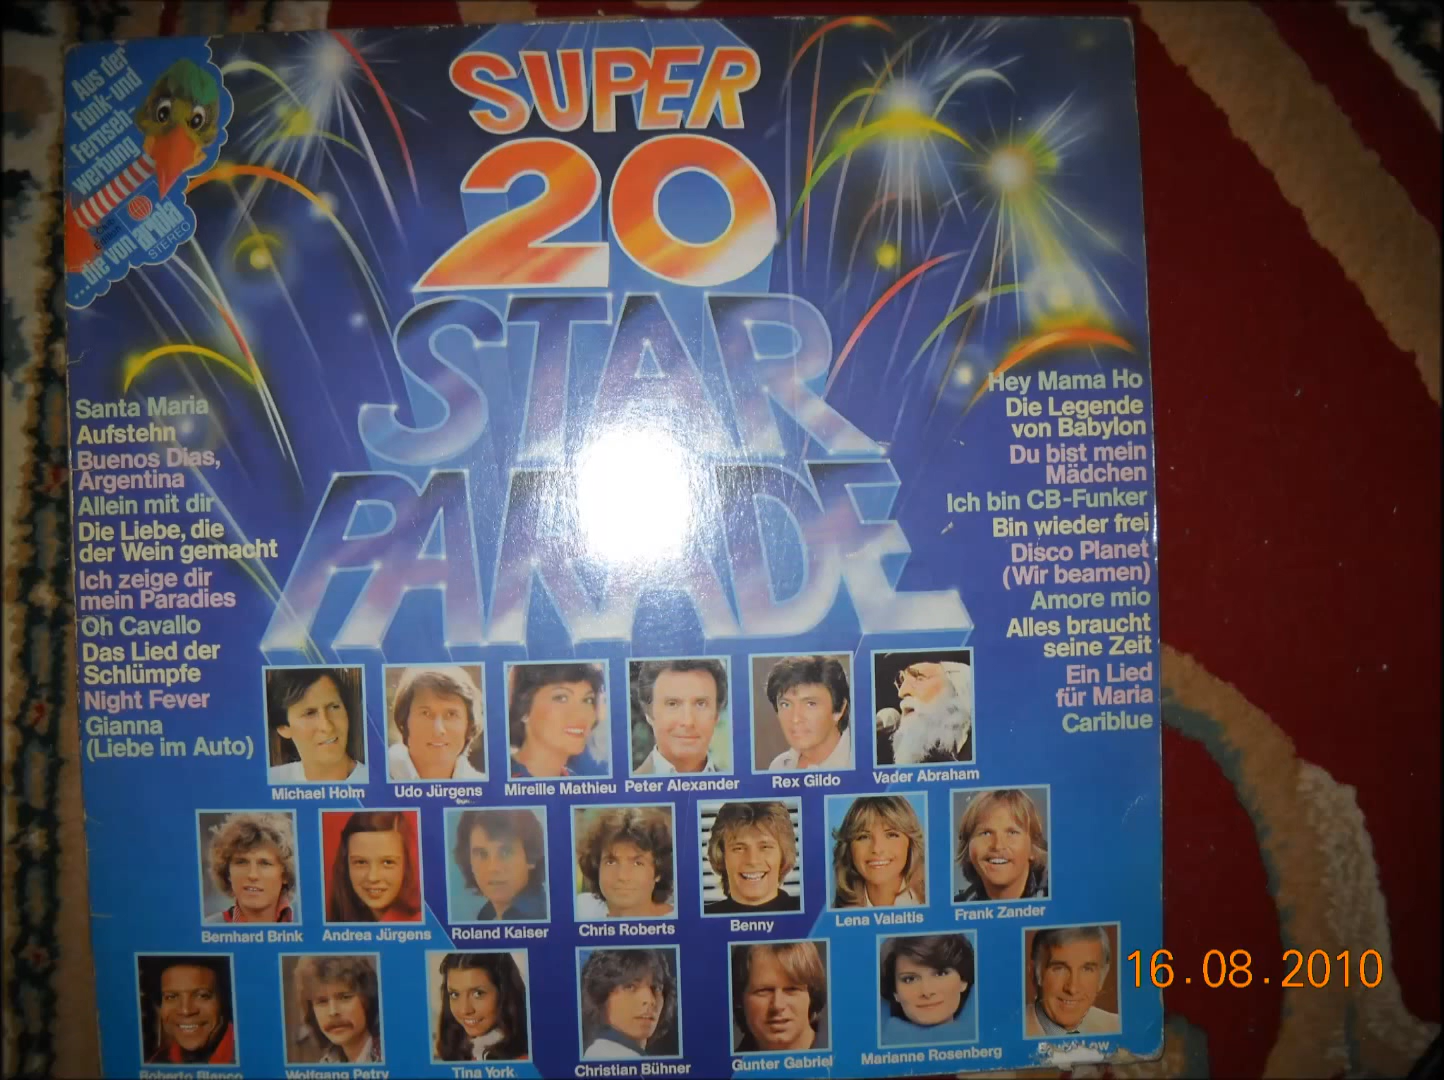 Aus der
Funk- und
Fernseh-
werbung
...die von ariola
STEREO
SUPER
20
STAR
PARADE
Santa Maria
Aufstehn
Buenos Dias,
Argentina
Allein mit dir
Die Liebe, die
der Wein gemacht
Ich zeige dir
mein Paradies
Oh Cavallo
Das Lied der
Schlümpfe
Night Fever
Gianna
(Liebe im Auto)
Hey Mama Ho
Die Legende
von Babylon
Du bist mein
Mädchen
Ich bin CB-Funker
Bin wieder frei
Disco Planet
(Wir beamen)
Amore mio
Alles braucht
seine Zeit
Ein Lied
für Maria
Cariblue
Michael Holm
Udo Jürgens
Mireille Mathieu
Peter Alexander
Rex Gildo
Vader Abraham
Bernhard Brink
Andrea Jürgens
Roland Kaiser
Chris Roberts
Benny
Lena Valaitis
Frank Zander
Roberto Blanco
Wolfgang Petry
Tina York
Christian Bühner
Gunter Gabriel
Marianne Rosenberg
Low
16.08.2010